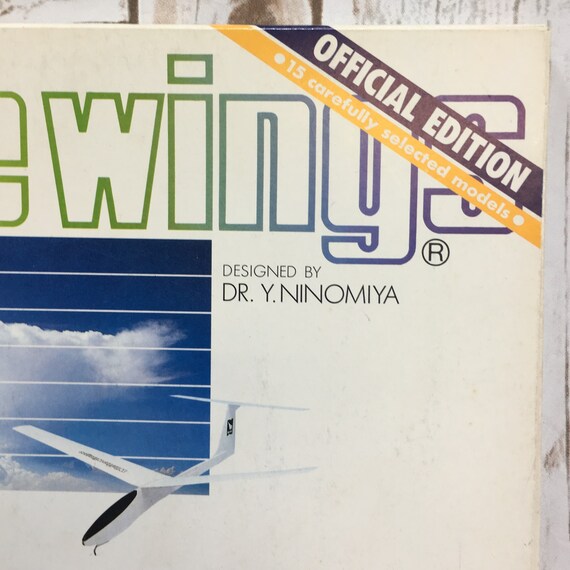 OFFICIAL EDITION
•15 carefully selected models•
e wings®
DESIGNED BY
DR. Y. NINOMIYA